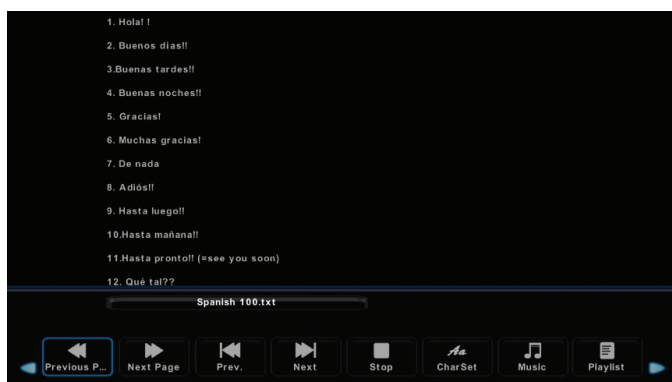 1. Hola! !
2. Buenos dias!!
3.Buenas tardes!!
4. Buenas noches!!
5. Gracias!
6. Muchas gracias!
7. De nada
8. Adiós!!
9. Hasta luego!!
10.Hasta mañana!!
11.Hasta pronto!! (=see you soon)
12. Qué tal??
Spanish 100.txt
Previous P... Next Page Prev. Next Stop CharSet Music Playlist